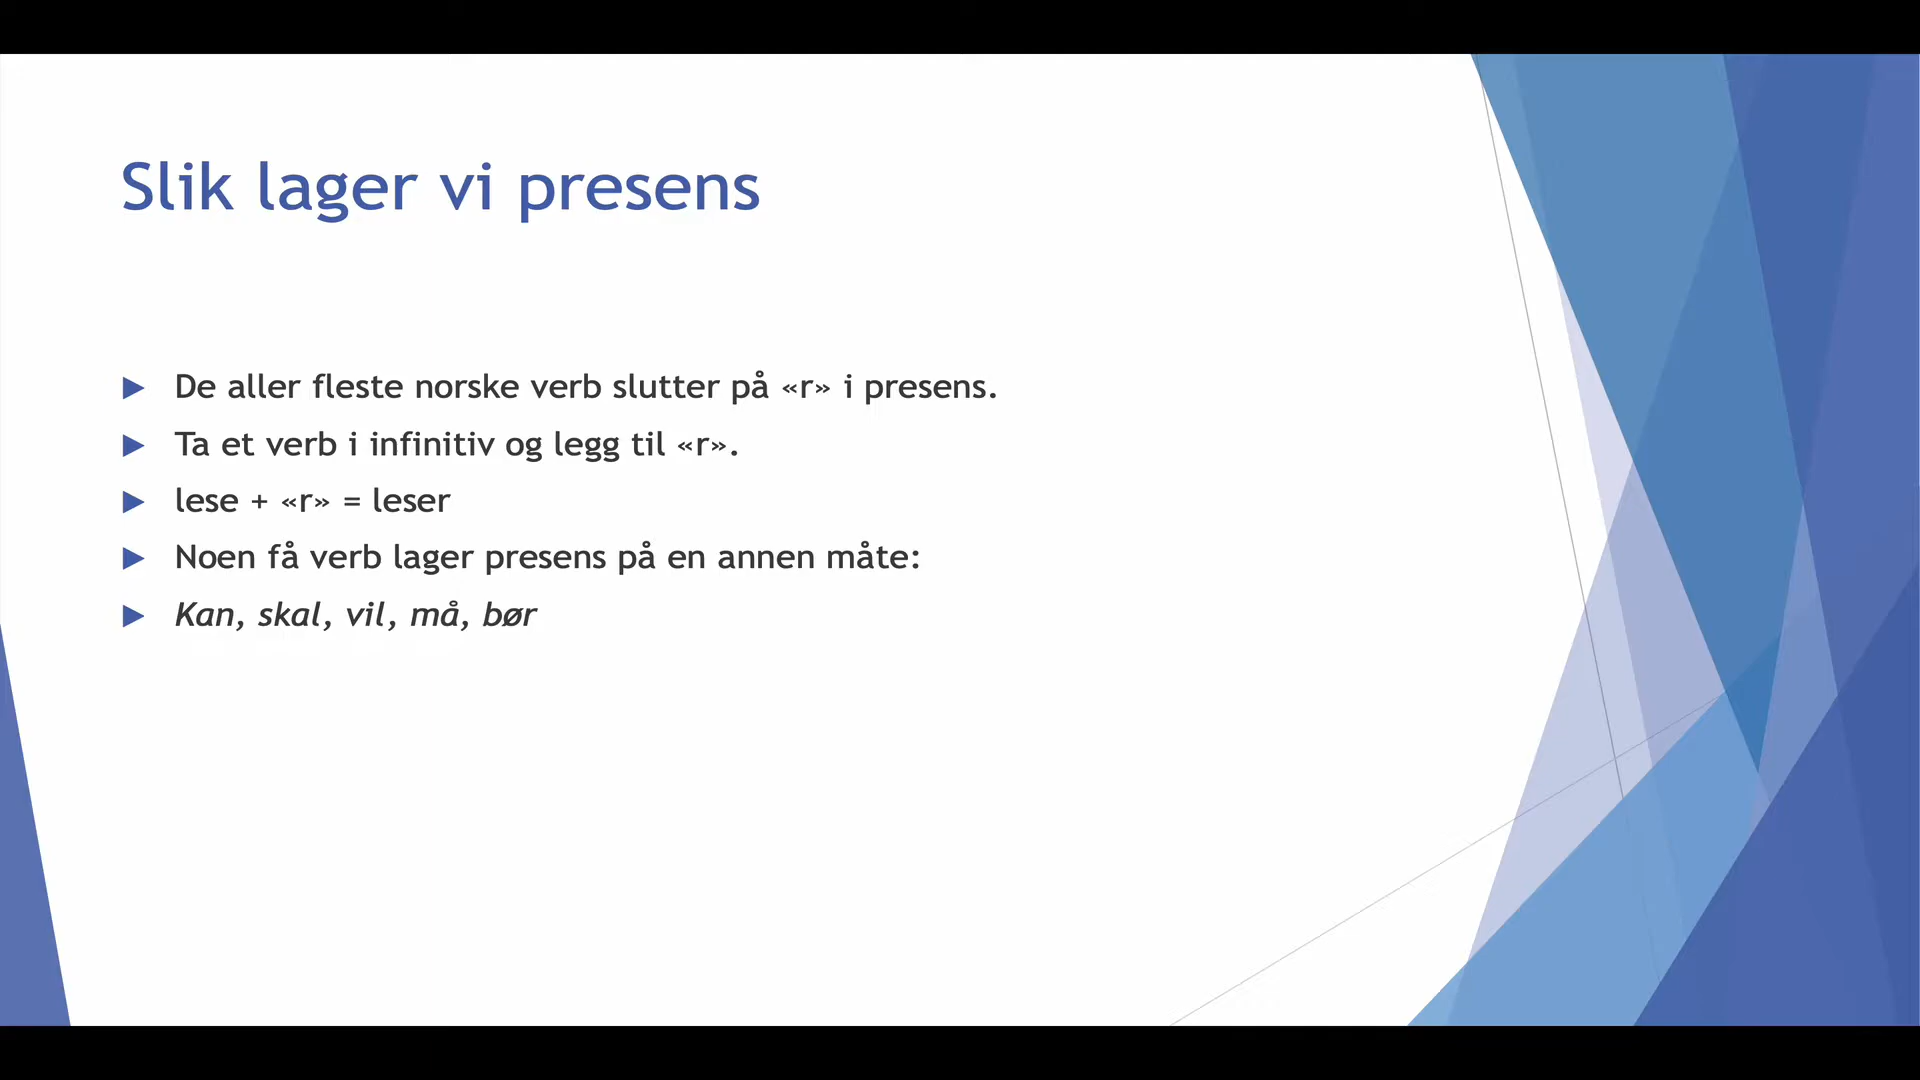 Slik lager vi presens
De aller fleste norske verb slutter på «r» i presens.
Ta et verb i infinitiv og legg til «r».
lese + «r» = leser
Noen få verb lager presens på en annen måte:
Kan, skal, vil, må, bør